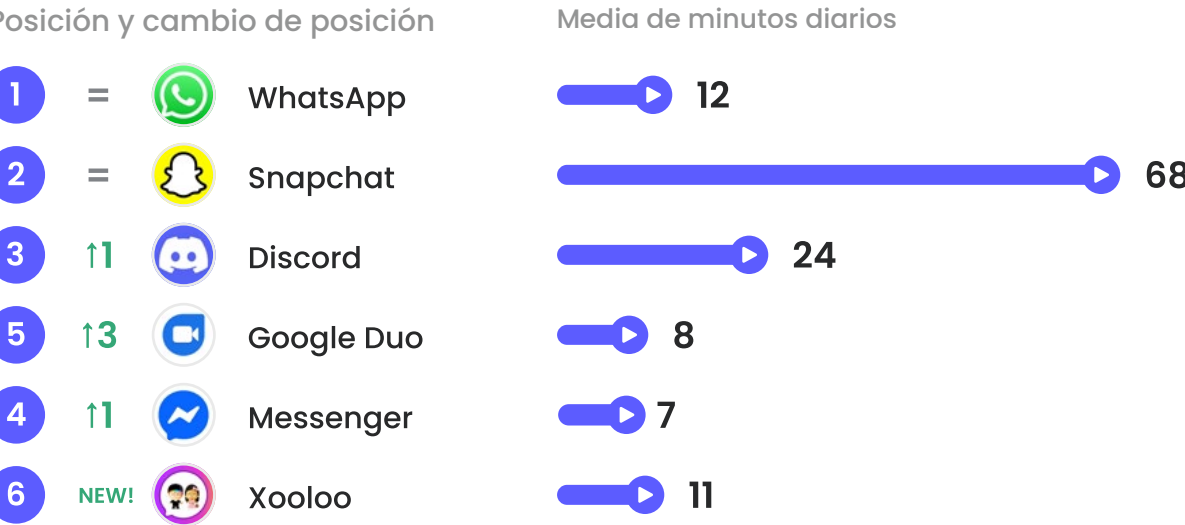 Posición y cambio de posición Media de minutos diarios
1 = WhatsApp 12
2 = Snapchat 68
3 ↑1 Discord 24
5 ↑3 Google Duo 8
4 ↑1 Messenger 7
6 NEW! Xooloo 11